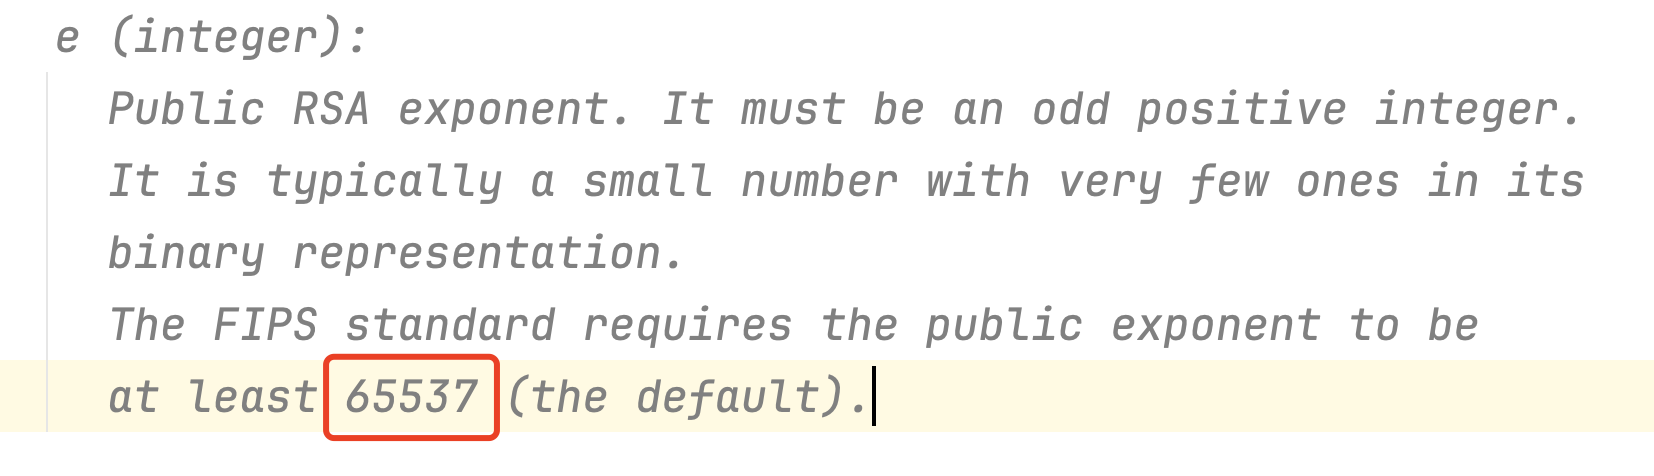 e (integer):
Public RSA exponent. It must be an odd positive integer.
It is typically a small number with very few ones in its
binary representation.
The FIPS standard requires the public exponent to be
at least 65537 (the default).